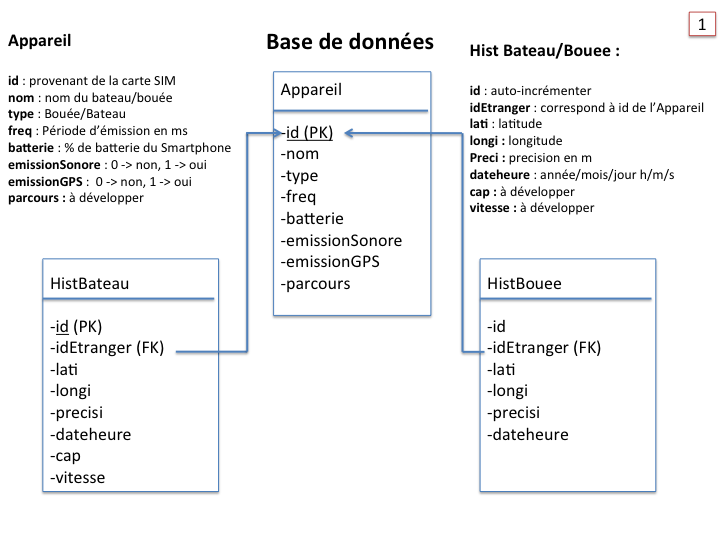 1
Base de données
Appareil
id : provenant de la carte SIM
nom : nom du bateau/bouée
type : Bouée/Bateau
freq : Période d’émission en ms
batterie : % de batterie du Smartphone
emissionSonore : 0 -> non, 1 -> oui
emissionGPS :  0 -> non, 1 -> oui
parcours : à développer
Appareil
-id (PK)
-nom
-type
-freq
-batterie
-emissionSonore
-emissionGPS
-parcours
Hist Bateau/Bouee :
id : auto-incrémenter
idEtranger : correspond à id de l’Appareil
lati : latitude
longi : longitude
Preci : precision en m
dateheure : année/mois/jour h/m/s
cap : à développer
vitesse : à développer
HistBateau
-id (PK)
-idEtranger (FK)
-lati
-longi
-precisi
-dateheure
-cap
-vitesse
HistBouee
-id
-idEtranger (FK)
-lati
-longi
-precisi
-dateheure